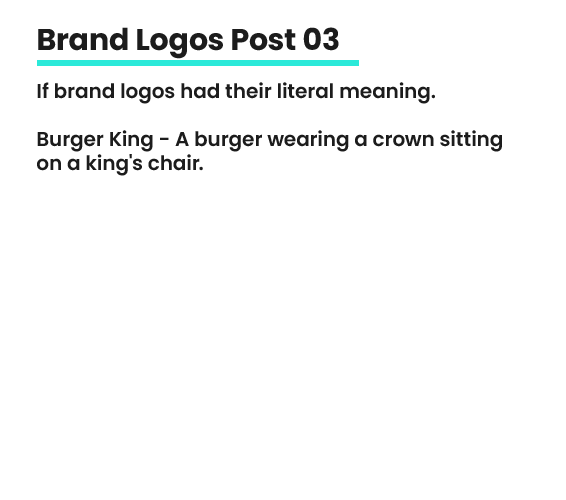 Brand Logos Post 03
If brand logos had their literal meaning.
Burger King - A burger wearing a crown sitting
on a king's chair.